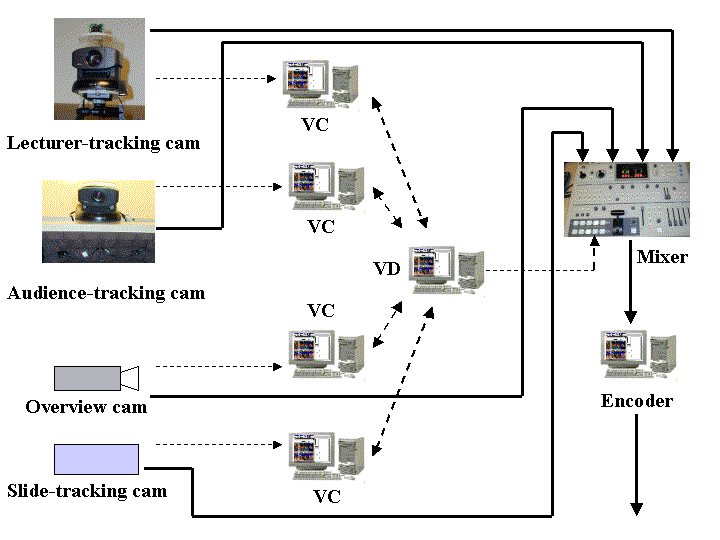 VC
Lecturer-tracking cam
VC
VD
Mixer
Audience-tracking cam
VC
Overview cam
Encoder
Slide-tracking cam
VC